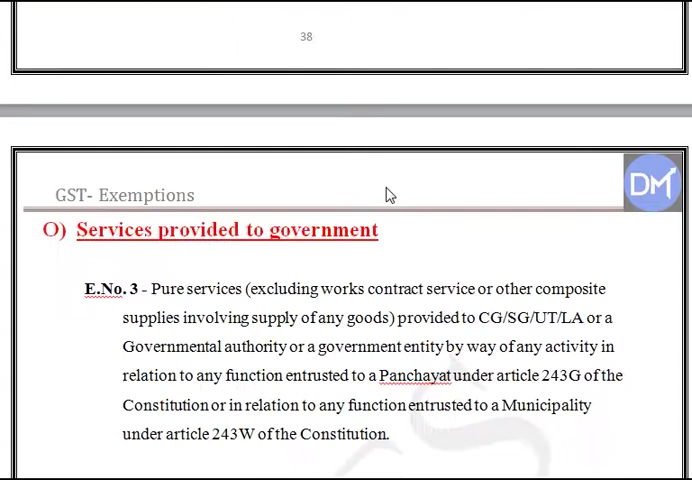 38
GST- Exemptions
DM
O) Services provided to government
E.No. 3 - Pure services (excluding works contract service or other composite
supplies involving supply of any goods) provided to CG/SG/UT/LA or a
Governmental authority or a government entity by way of any activity in
relation to any function entrusted to a Panchayat under article 243G of the
Constitution or in relation to any function entrusted to a Municipality
under article 243W of the Constitution.